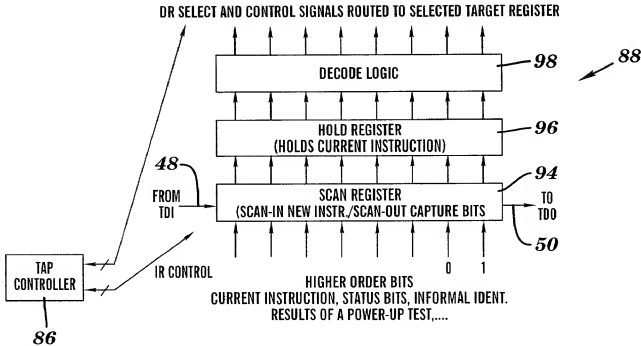 DR SELECT AND CONTROL SIGNALS ROUTED TO SELECTED TARGET REGISTER
88
DECODE LOGIC
98
HOLD REGISTER
(HOLDS CURRENT INSTRUCTION)
96
48
FROM
TDI
SCAN REGISTER
(SCAN-IN NEW INSTR./SCAN-OUT CAPTURE BITS
94
TO
TDO
50
TAP
CONTROLLER
86
IR CONTROL
0 1
HIGHER ORDER BITS
CURRENT INSTRUCTION, STATUS BITS, INFORMAL IDENT.
RESULTS OF A POWER-UP TEST,....